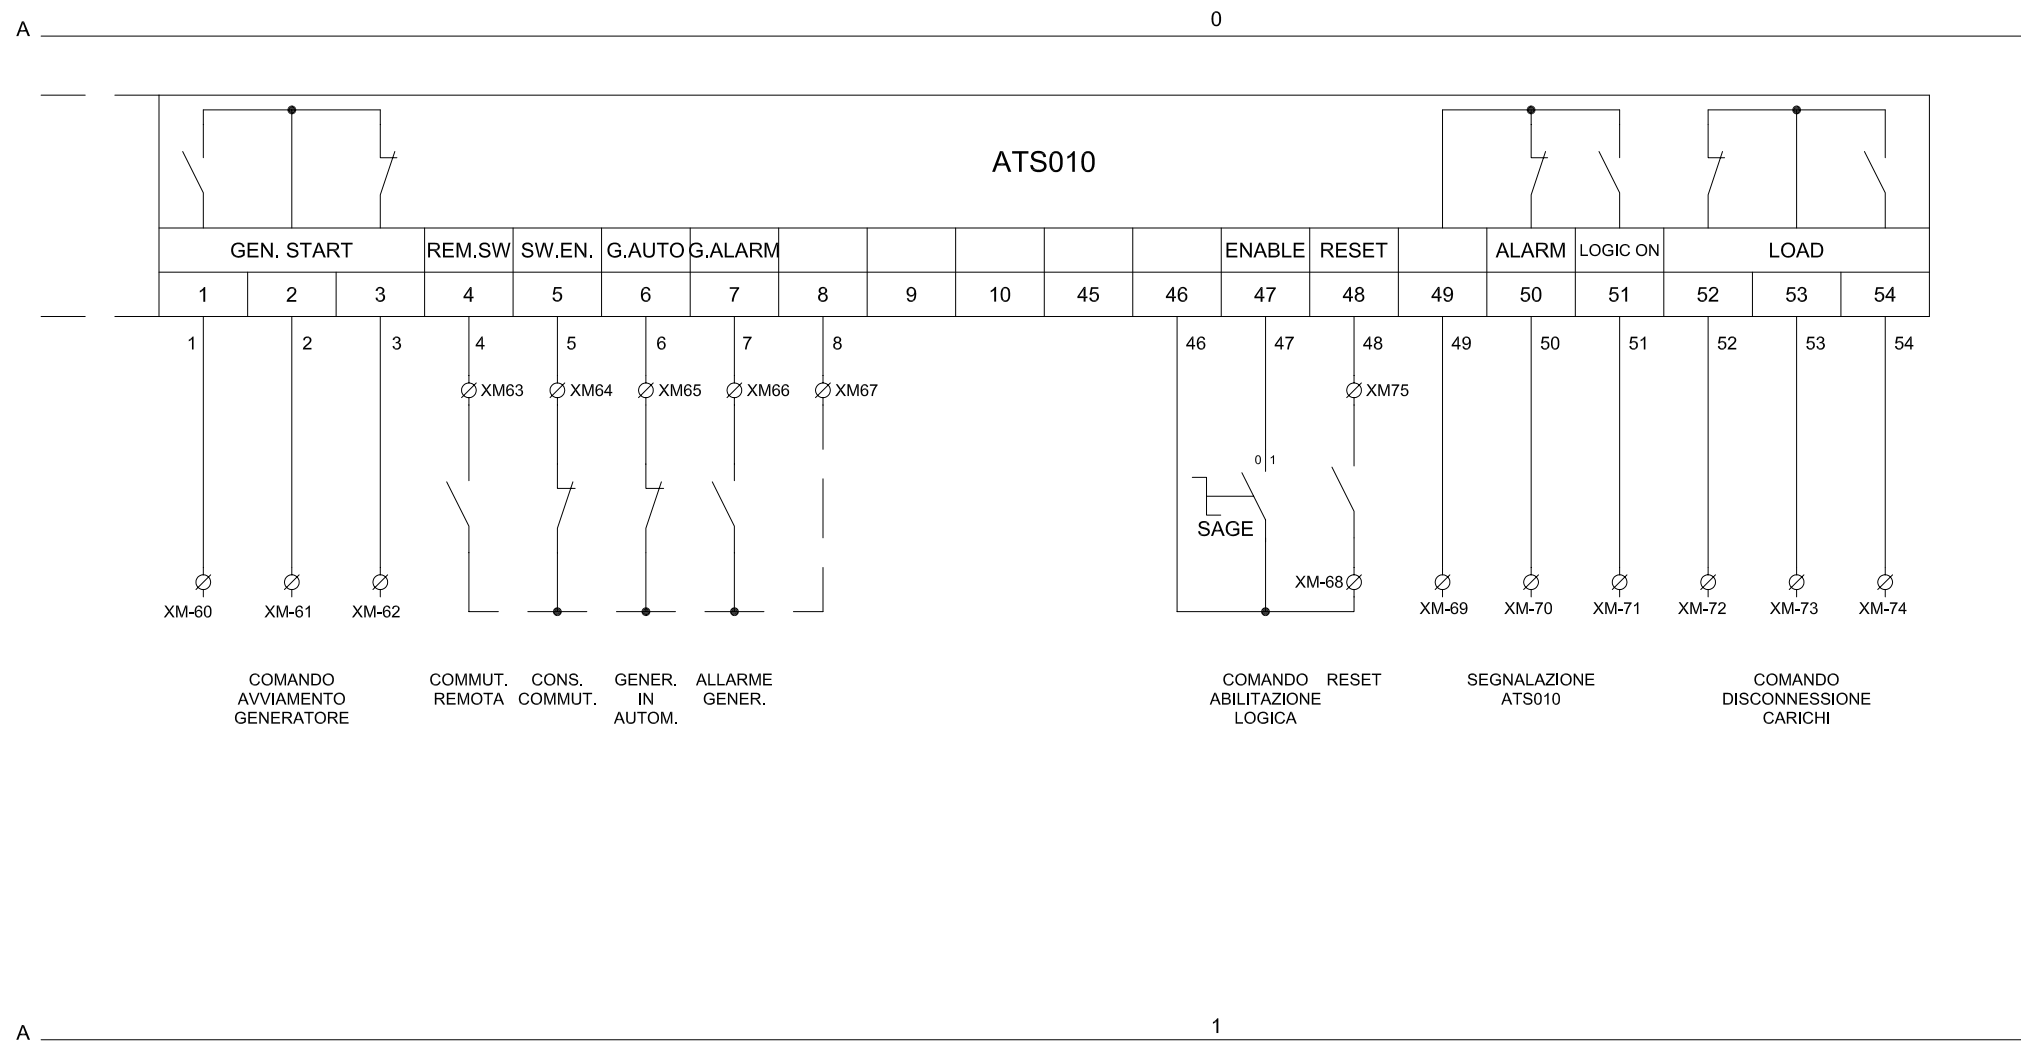 0
A
ATS010
GEN. START REM.SW SW.EN. G.AUTO G.ALARM ENABLE RESET ALARM LOGIC ON LOAD
1 2 3 4 5 6 7 8 9 10 45 46 47 48 49 50 51 52 53 54
1 2 3 4 5 6 7 8 46 47 48 49 50 51 52 53 54
XM63 XM64 XM65 XM66 XM67 XM75
0 1
SAGE
XM-68
XM-60 XM-61 XM-62 XM-69 XM-70 XM-71 XM-72 XM-73 XM-74
COMANDO
AVVIAMENTO
GENERATORE
COMMUT.
REMOTA
CONS.
COMMUT.
GENER.
IN
AUTOM.
ALLARME
GENER.
COMANDO
ABILITAZIONE
LOGICA
RESET
SEGNALAZIONE
ATS010
COMANDO
DISCONNESSIONE
CARICHI
1
A